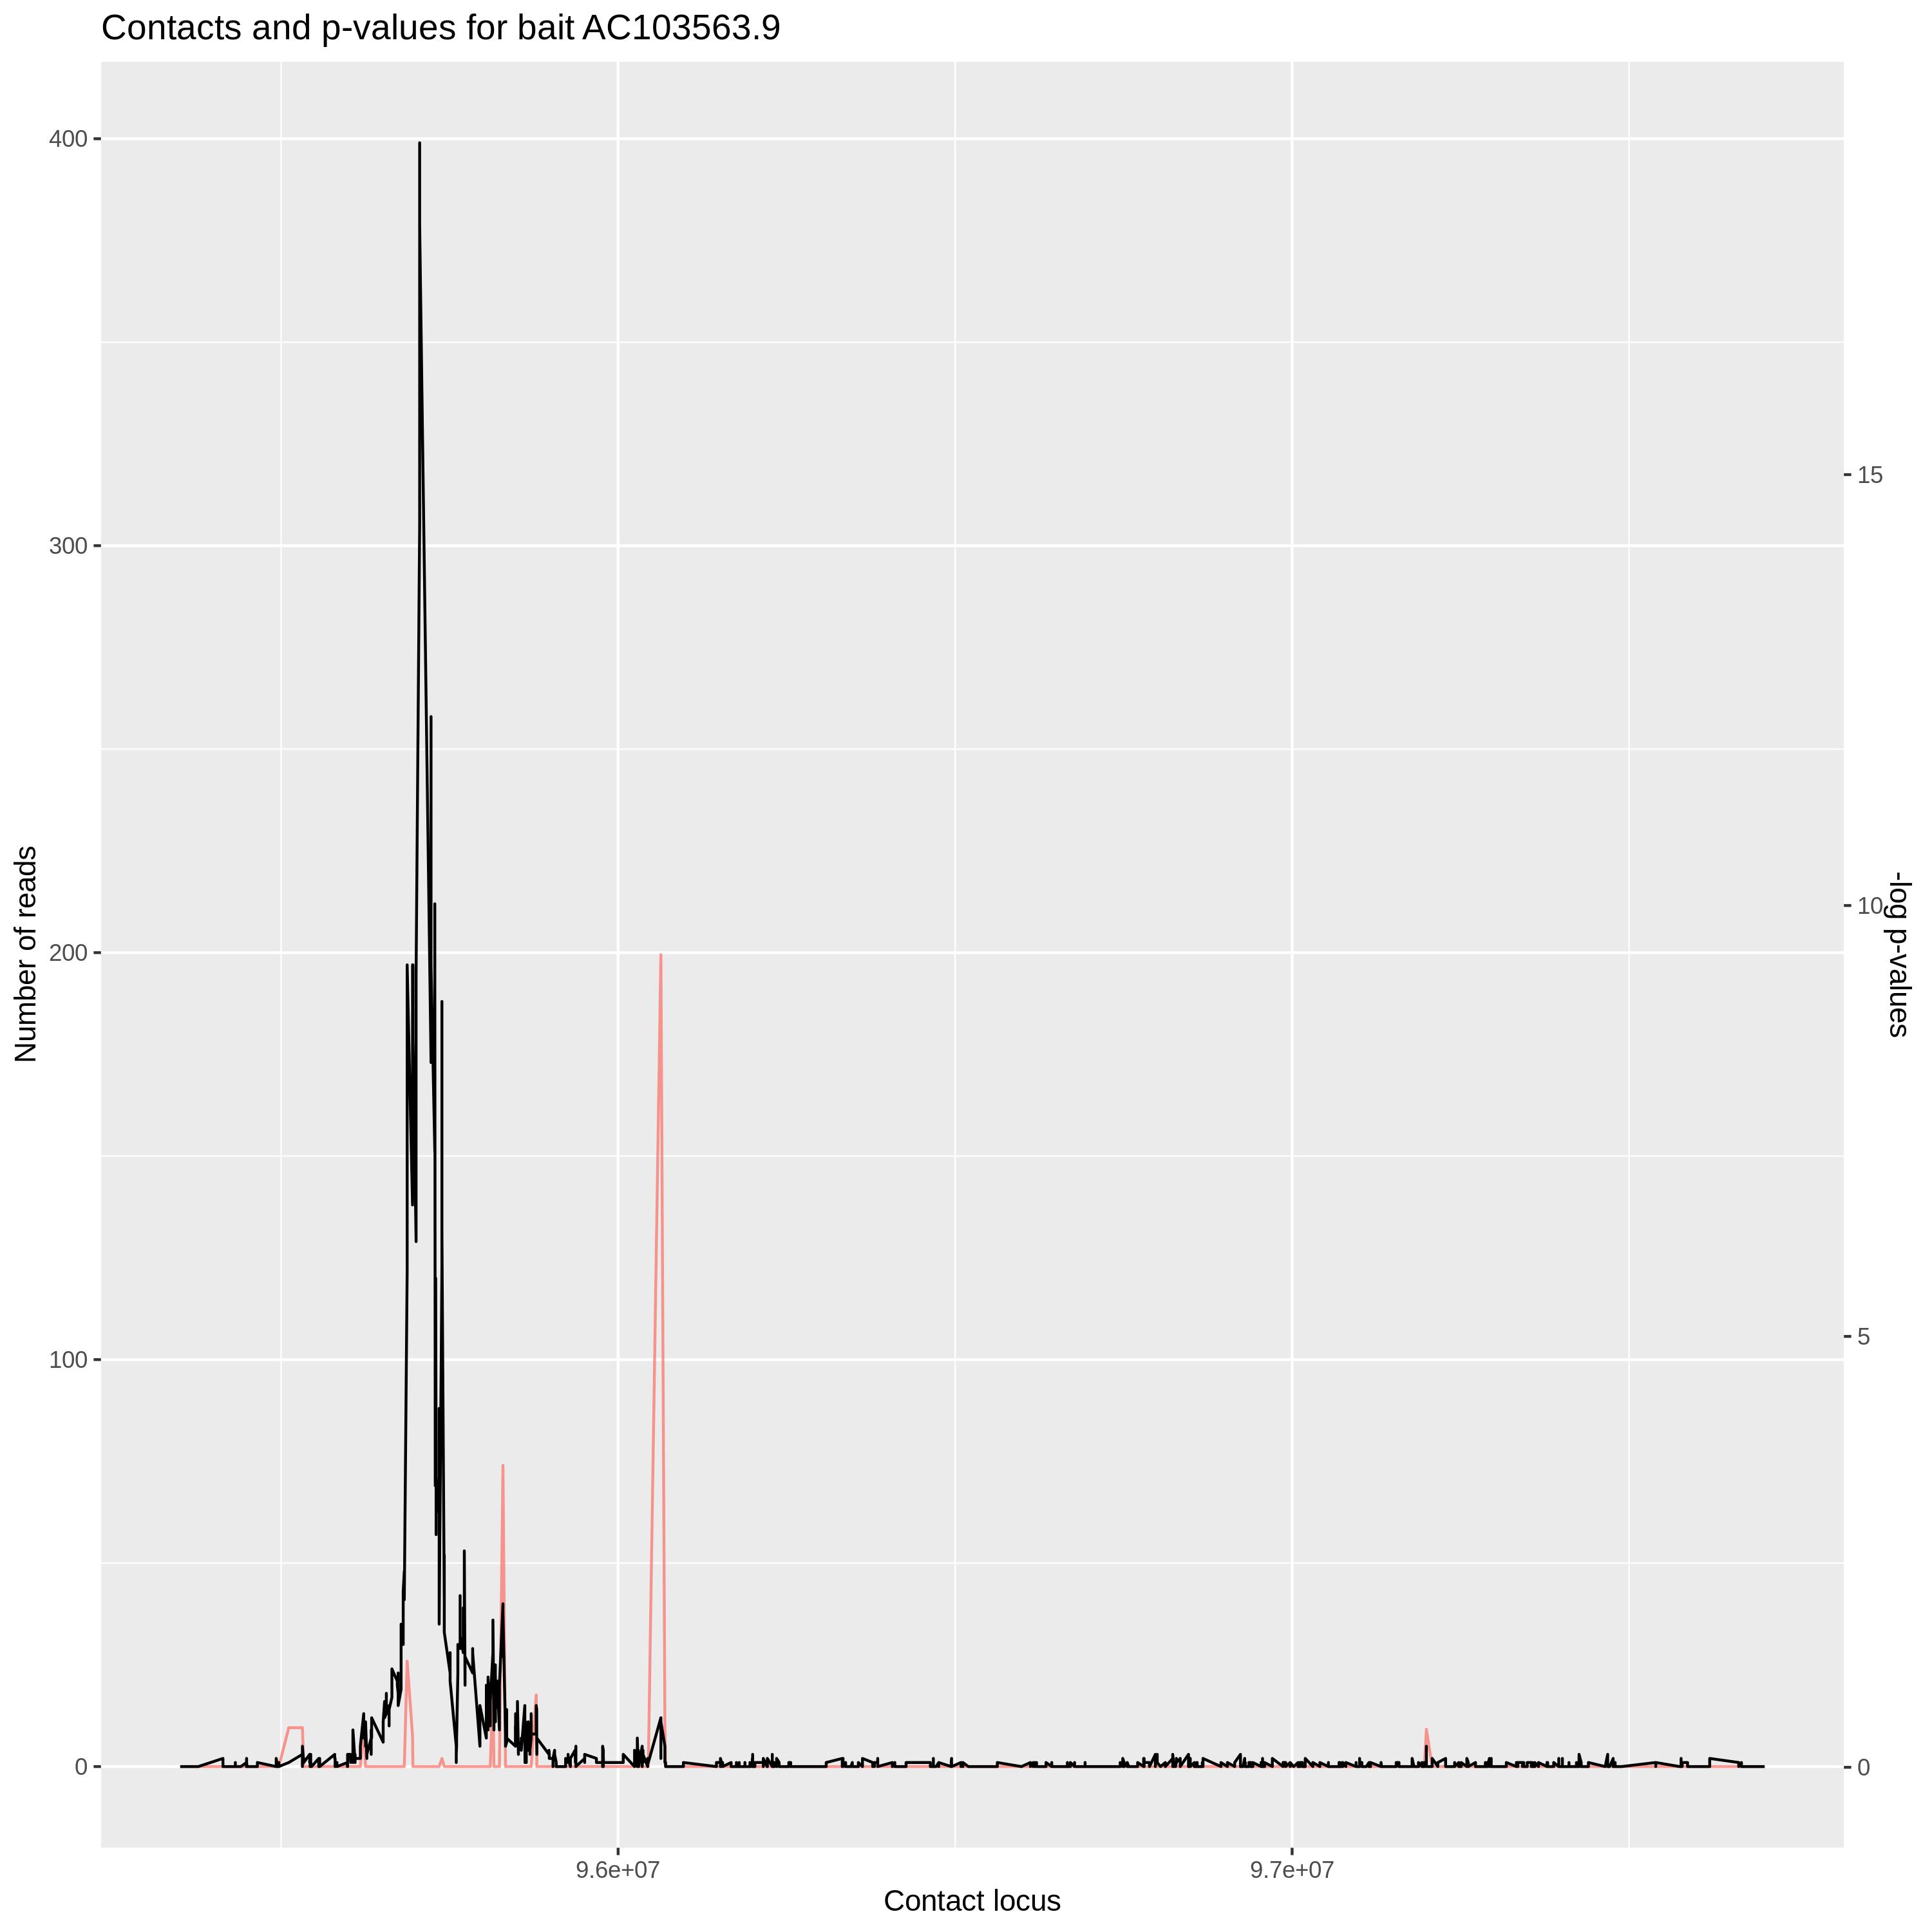 Contacts and p-values for bait AC103563.9
400
300
200
100
0
Number of reads
15
10
5
0
-log p-values
9.6e+07
9.7e+07
Contact locus